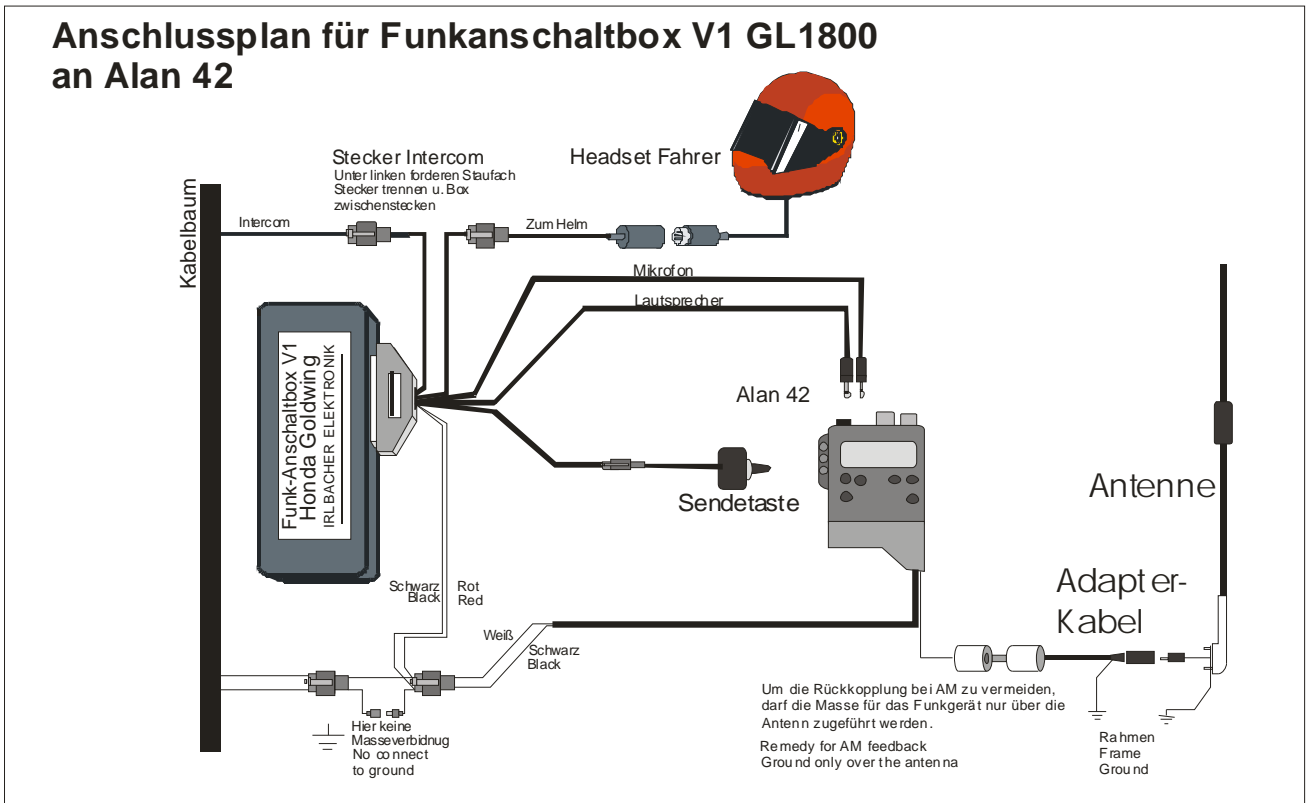 Anschlussplan für Funkanschaltbox V1 GL1800
an Alan 42
Stecker Intercom
Unter linken forderen Staufach
Stecker trennen u. Box
zwischenstecken
Headset Fahrer
Kabelbaum
Intercom
Zum Helm
Mikrofon
Lautsprecher
Funk-Anschaltbox V1
Honda Goldwing
IRLBACHER ELEKTRONIK
Alan 42
Sendetaste
Antenne
Adapter-
Kabel
Schwarz
Black
Rot
Red
Weiß
Schwarz
Black
Hier keine
Masseverbidnug
No connect
to ground
Um die Rückkopplung bei AM zu vermeiden,
darf die Masse für das Funkgerät nur über die
Antenn zugeführt werden.
Remedy for AM feedback
Ground only over the antenna
Rahmen
Frame
Ground